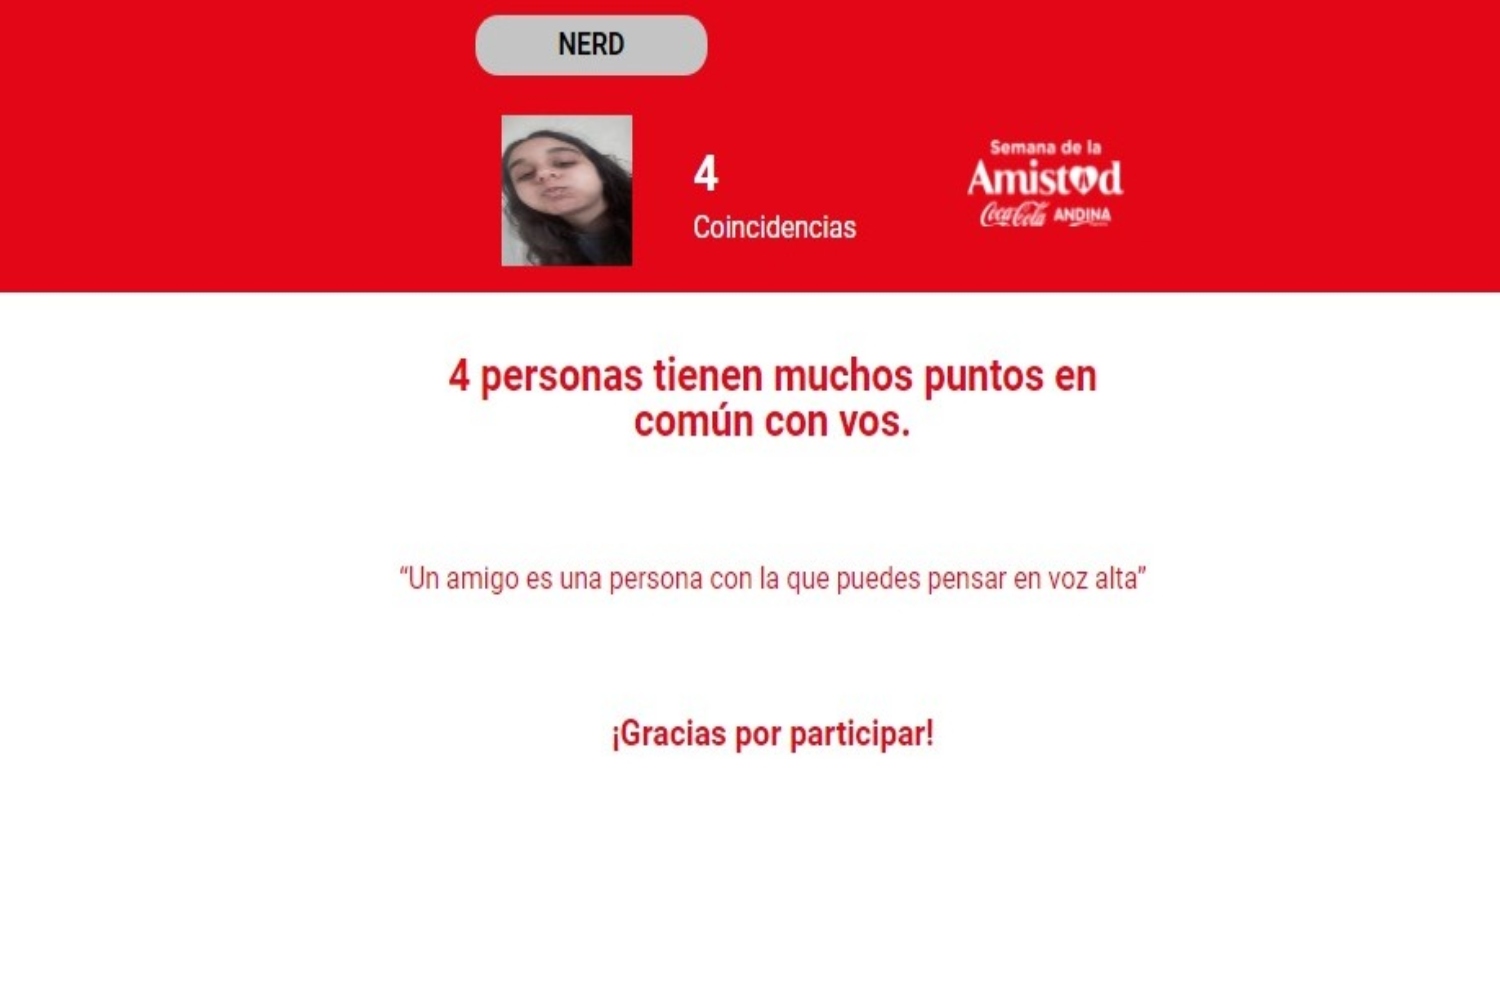 NERD
4
Coincidencias
Semana de la
Amistad
Coca-Cola ANDINA
4 personas tienen muchos puntos en
común con vos.
“Un amigo es una persona con la que puedes pensar en voz alta”
¡Gracias por participar!